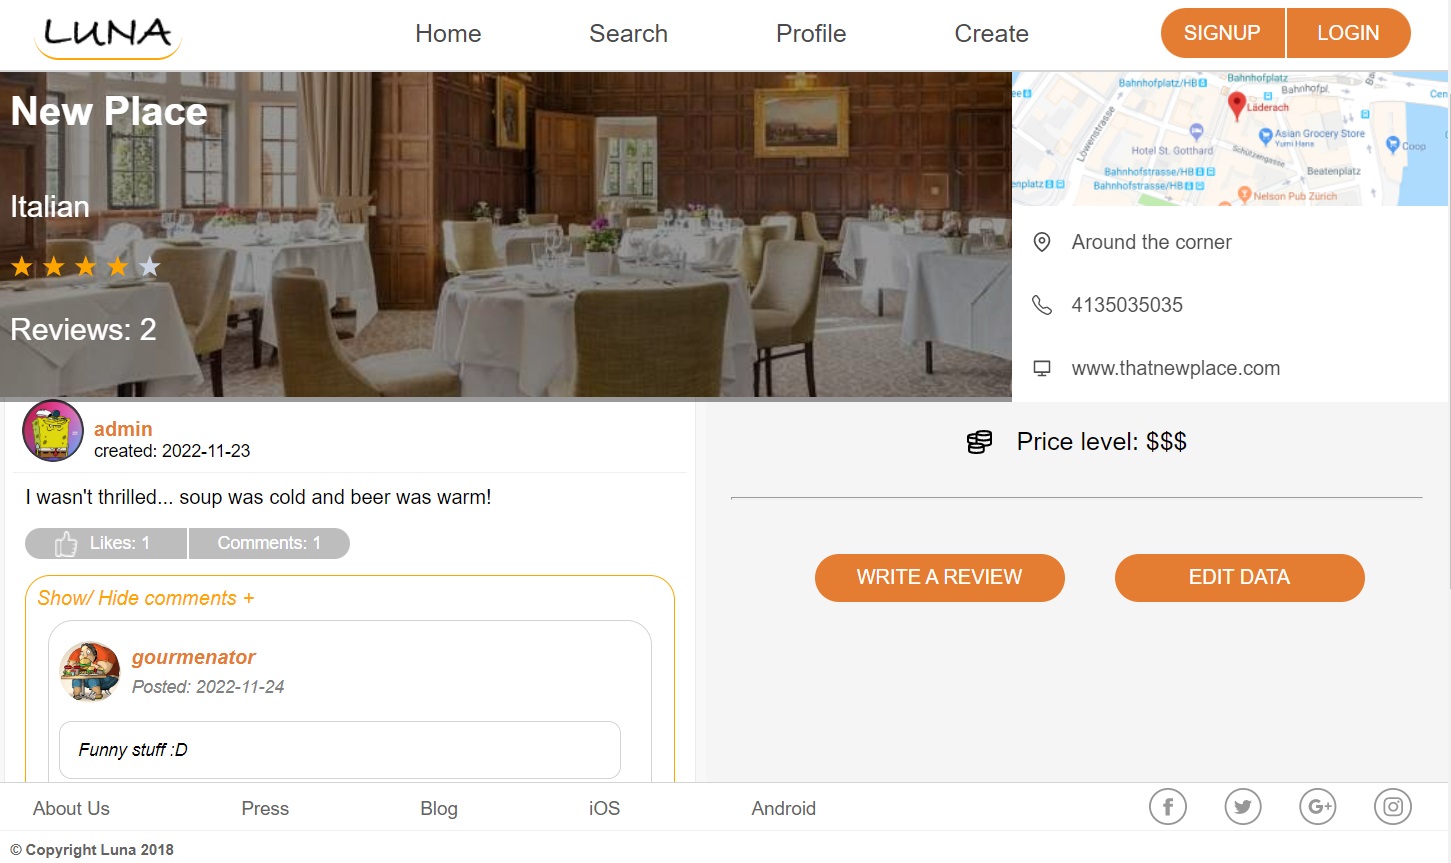 LUNA
Home
Search
Profile
Create
SIGNUP
LOGIN
New Place
Italian
Reviews: 2
Bahnhofplatz
Bahnhofplatz/HB
Bahnhofpl.
Läderach
Löwenstrasse
Asian Grocery Store
Yumi Hana
Coop
Hotel St. Gotthard
Schützengasse
Beatenplatz
Bahnhofstrasse/HB
Bahnhofstrasse/HB
enplatz
Nelson Pub Zürich
Around the corner
4135035035
www.thatnewplace.com
admin
created: 2022-11-23
I wasn't thrilled... soup was cold and beer was warm!
Likes: 1
Comments: 1
Show/ Hide comments +
gourmenator
Posted: 2022-11-24
Funny stuff :D
Price level: $$$
WRITE A REVIEW
EDIT DATA
About Us
Press
Blog
iOS
Android
© Copyright Luna 2018